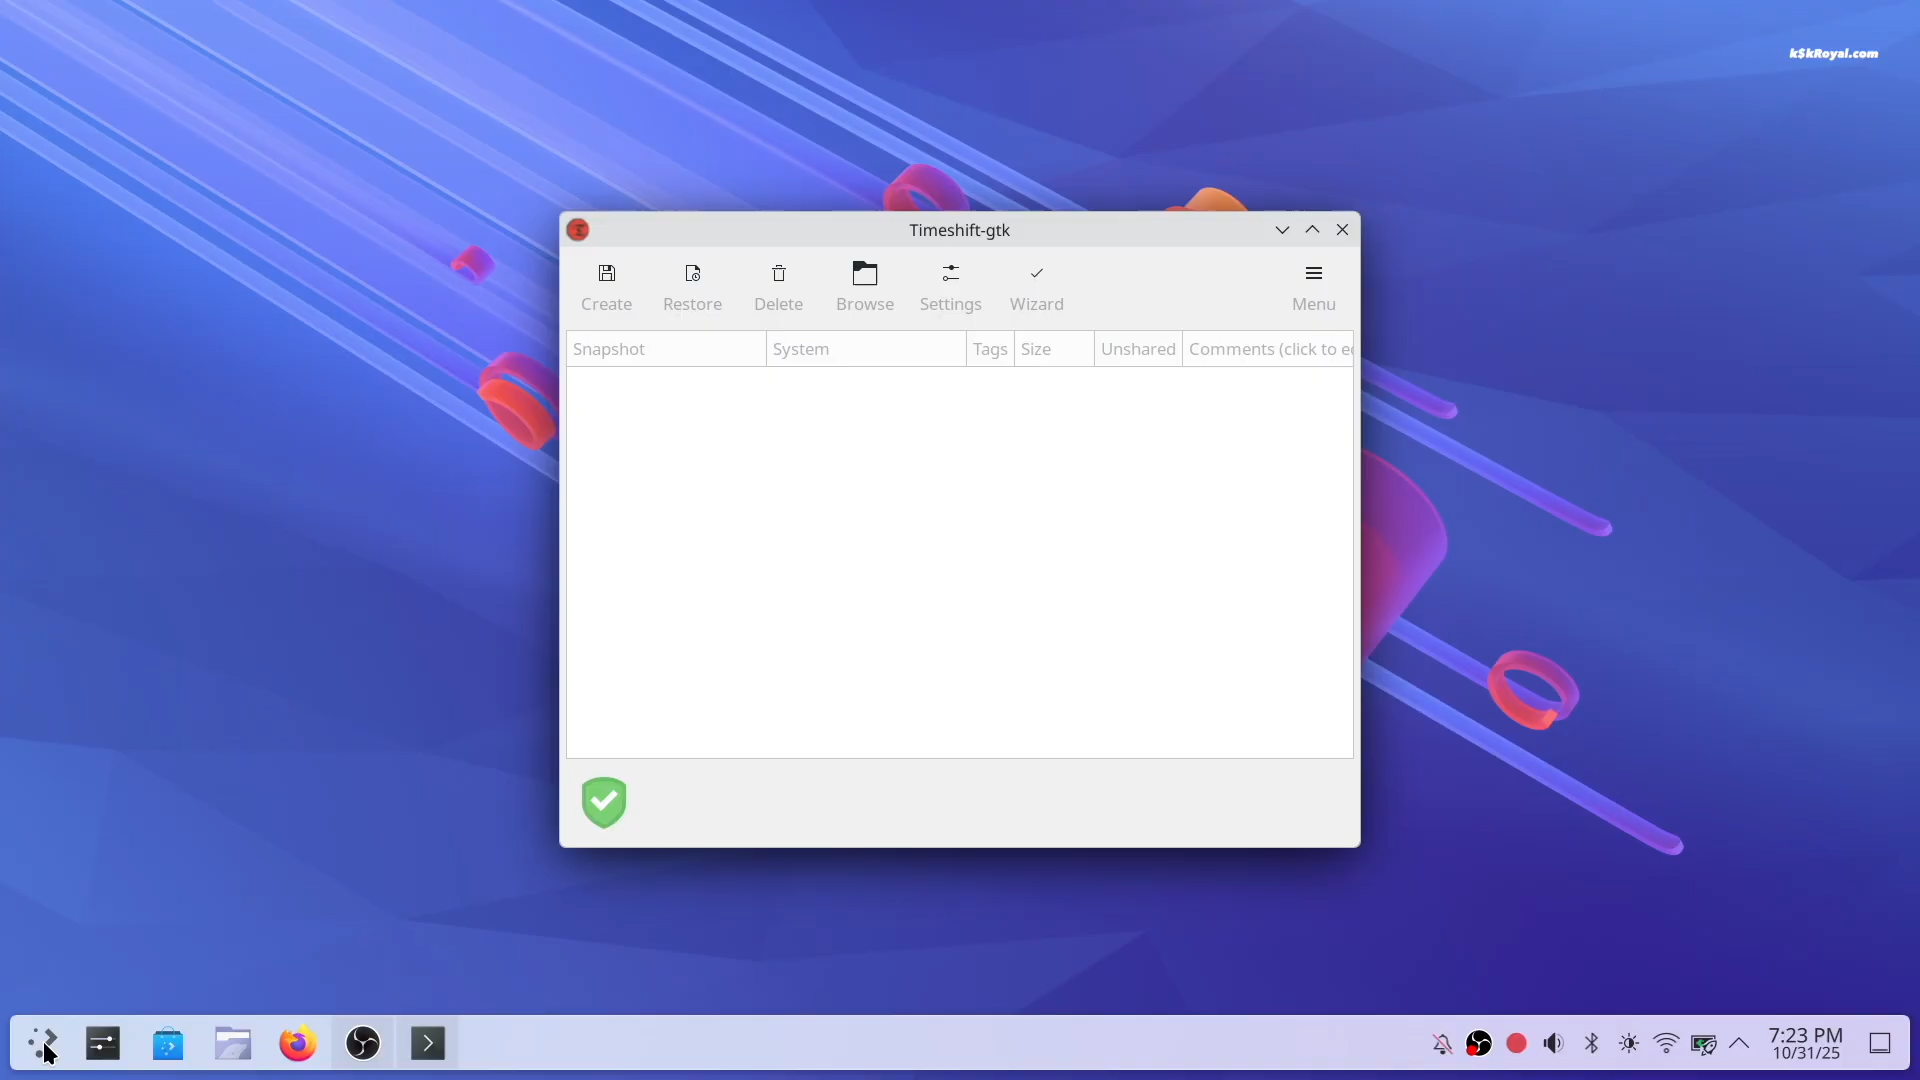 k$kRoyal.com
Timeshift-gtk
Create Restore Delete Browse Settings Wizard Menu
Snapshot System Tags Size Unshared Comments (click to ed
7:23 PM
10/31/25